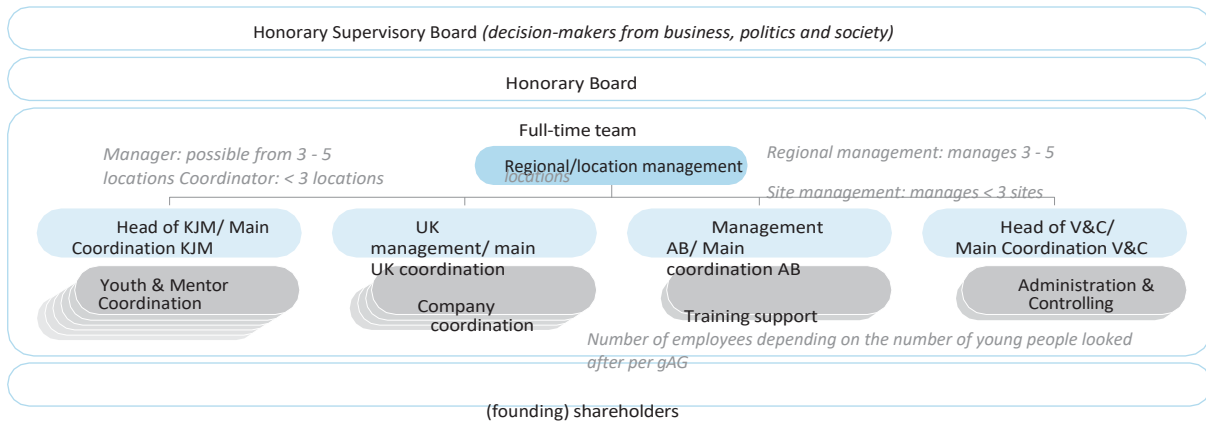 Honorary Supervisory Board (decision-makers from business, politics and society)
Honorary Board
Full-time team
Manager: possible from 3 - 5
locations Coordinator: < 3 locations
Regional/location management
Regional management: manages 3 - 5
locations
Site management: manages < 3 sites
Head of KJM/ Main
Coordination KJM
UK
management/ main
UK coordination
Management
AB/ Main
coordination AB
Head of V&C/
Main Coordination V&C
Youth & Mentor
Coordination
Company
coordination
Training support
Administration &
Controlling
Number of employees depending on the number of young people looked
after per gAG
(founding) shareholders